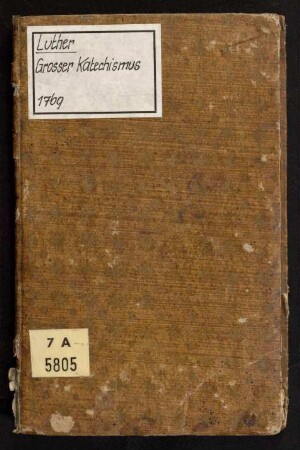 Luther
Grosser Katechismus
1769
7 A
5805